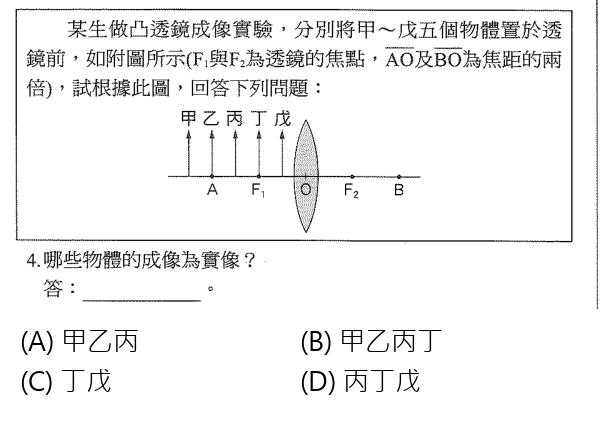 某生做凸透鏡成像實驗，分別將甲～戊五個物體置於透
鏡前，如附圖所示(F₁與F₂為透鏡的焦點，A̅O̅及B̅O̅為焦距的兩
倍)，試根據此圖，回答下列問題：
甲 乙 丙 丁 戊
A F₁ O F₂ B
4.哪些物體的成像為實像？
答：＿＿＿＿＿＿。
(A) 甲乙丙 (B) 甲乙丙丁
(C) 丁戊 (D) 丙丁戊